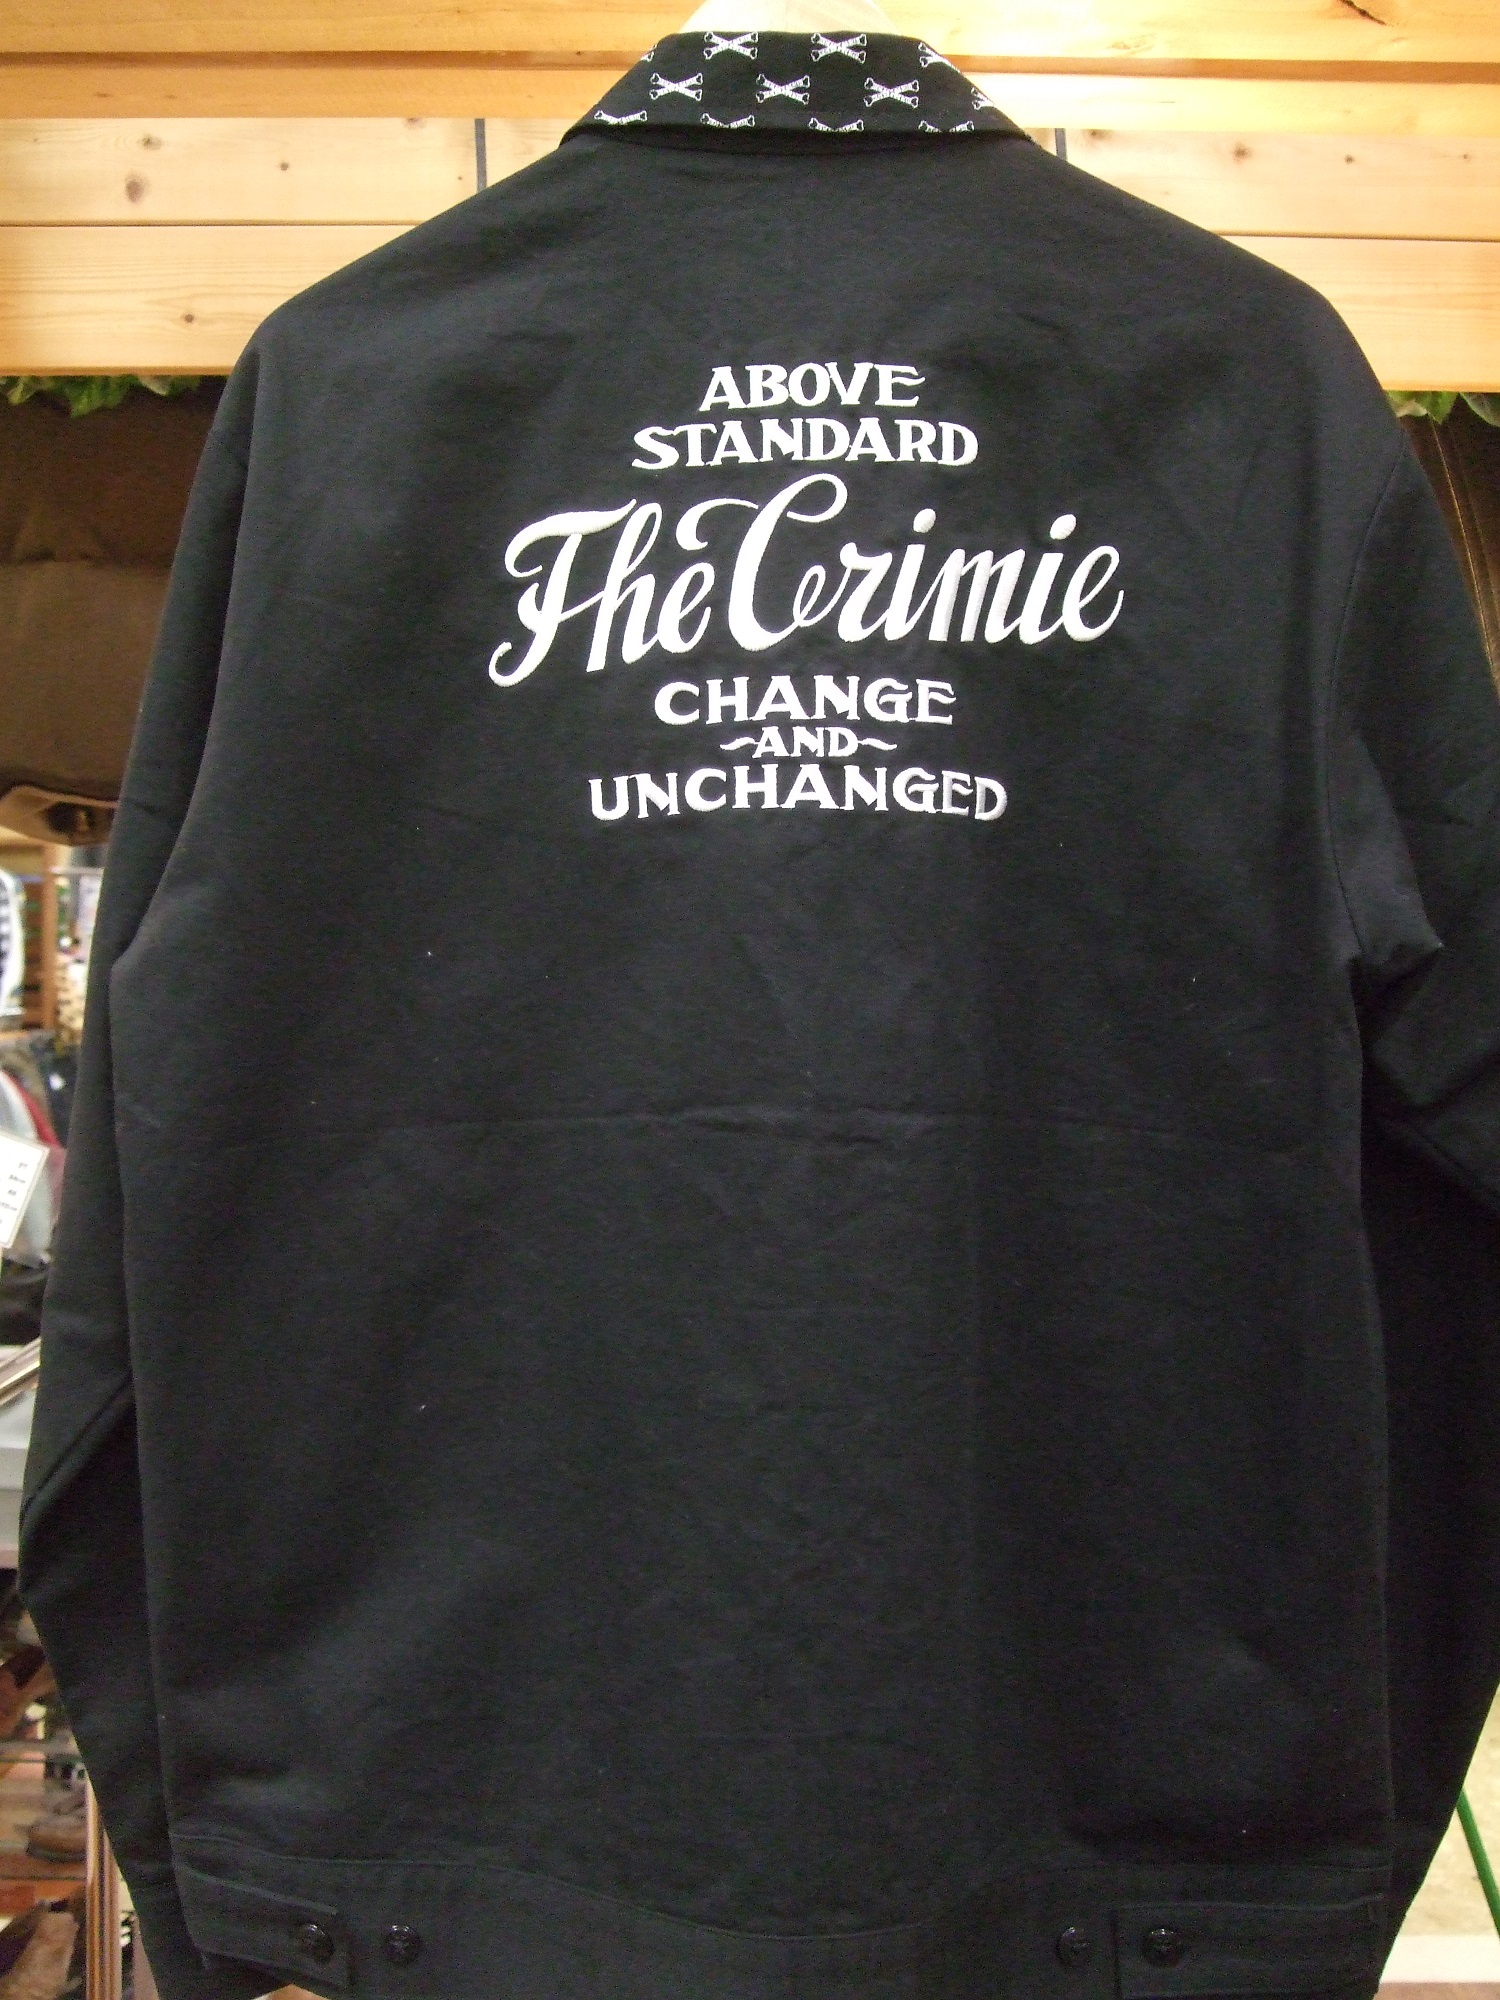 ABOVE
STANDARD
The Crimie
CHANGE
~AND~
UNCHANGED